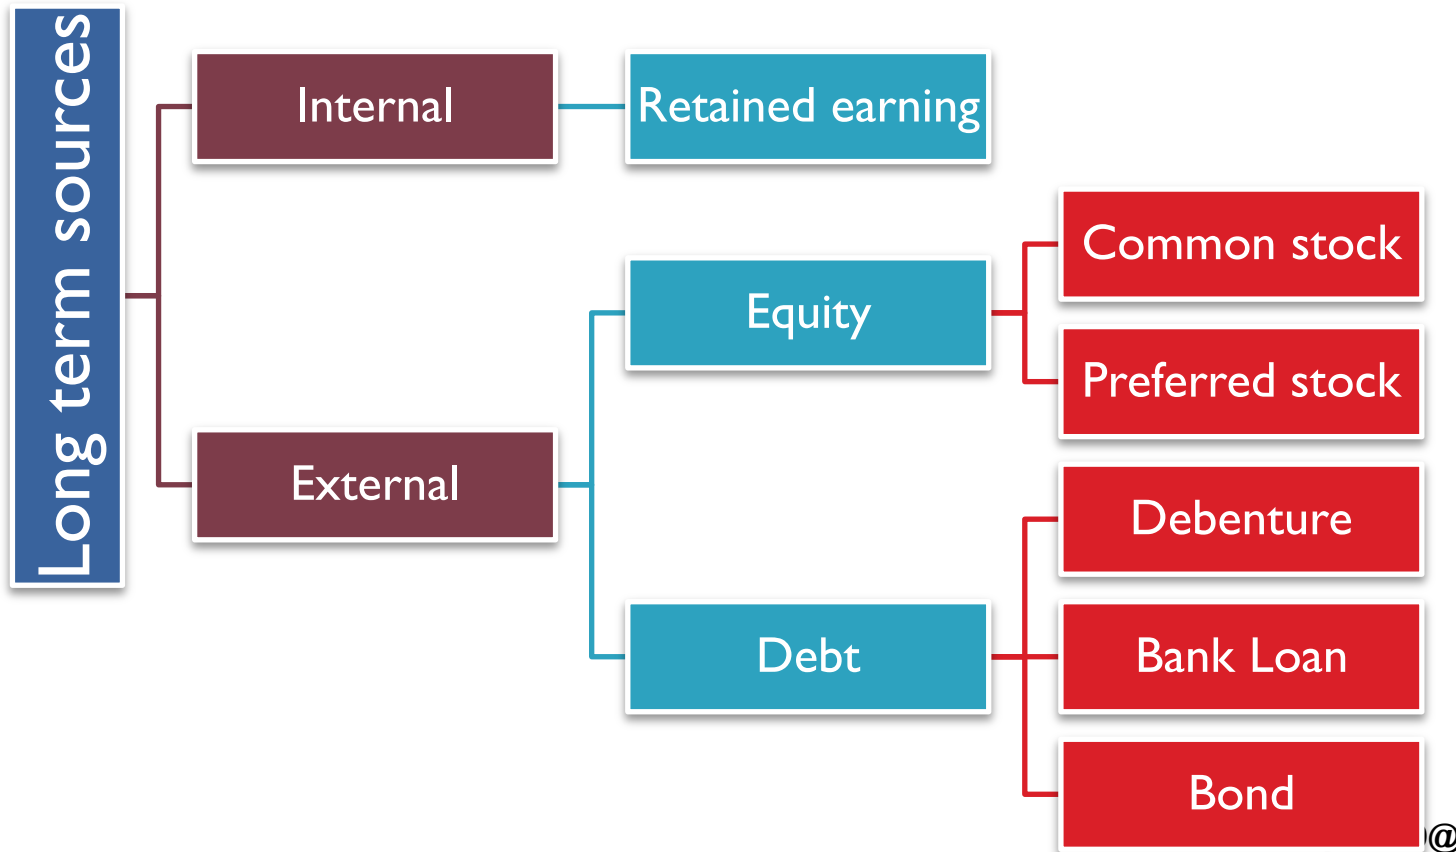 Long term sources
Internal
Retained earning
External
Equity
Common stock
Preferred stock
Debt
Debenture
Bank Loan
Bond
@